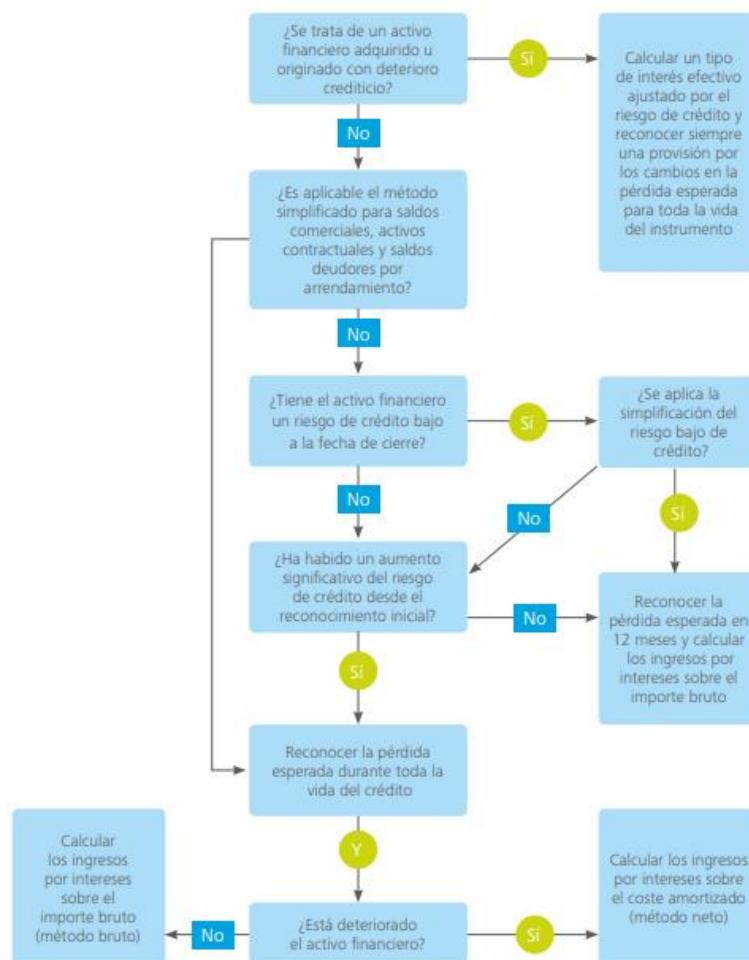 ¿Se trata de un activo
financiero adquirido u
originado con deterioro
crediticio?
Sí
Calcular un tipo
de interés efectivo
ajustado por el
riesgo de crédito y
reconocer siempre
una provisión por
los cambios en la
pérdida esperada
para toda la vida
del instrumento
No
¿Es aplicable el método
simplificado para saldos
comerciales, activos
contractuales y saldos
deudores por
arrendamiento?
No
¿Tiene el activo financiero
un riesgo de crédito bajo
a la fecha de cierre?
Sí
¿Se aplica la
simplificación del
riesgo bajo de
crédito?
No
No
Sí
¿Ha habido un aumento
significativo del riesgo
de crédito desde el
reconocimiento inicial?
No
Reconocer la
pérdida esperada en
12 meses y calcular
los ingresos por
intereses sobre el
importe bruto
Sí
Reconocer la pérdida
esperada durante toda la
vida del crédito
Y
Calcular
los ingresos
por intereses
sobre el
importe bruto
(método bruto)
No
¿Está deteriorado
el activo financiero?
Sí
Calcular los ingresos
por intereses sobre
el coste amortizado
(método neto)